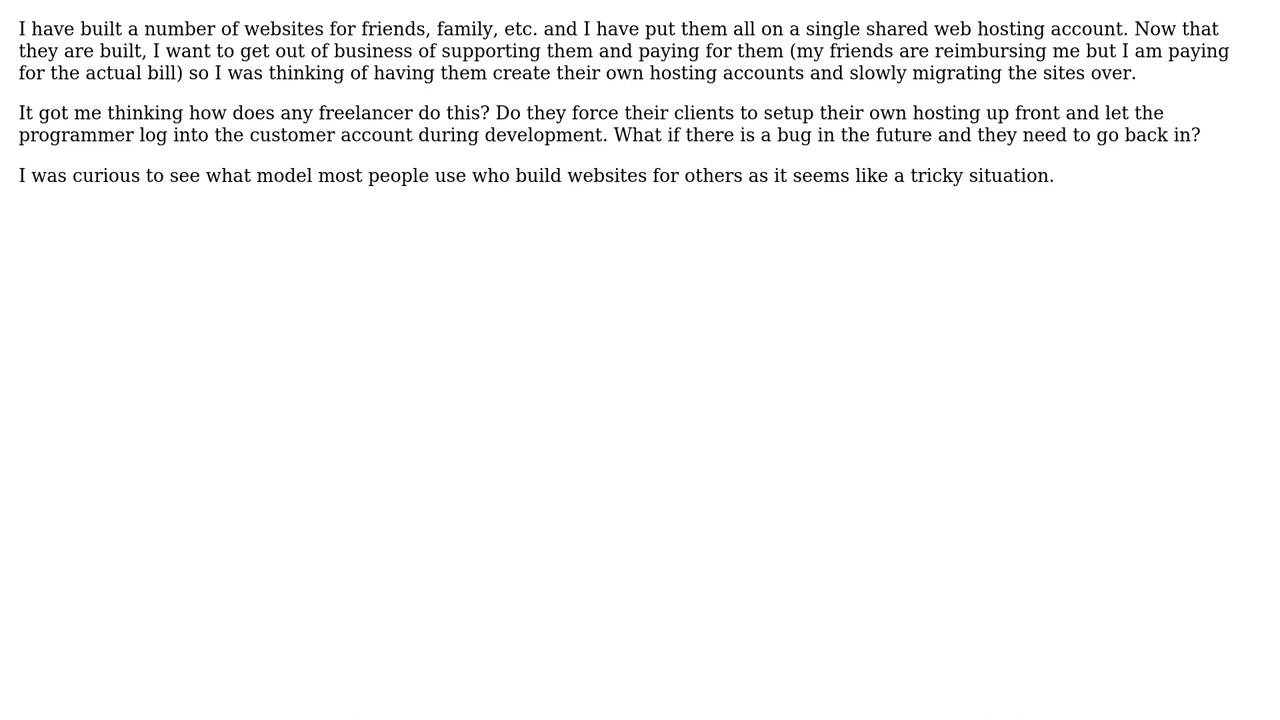 I have built a number of websites for friends, family, etc. and I have put them all on a single shared web hosting account. Now that
they are built, I want to get out of business of supporting them and paying for them (my friends are reimbursing me but I am paying
for the actual bill) so I was thinking of having them create their own hosting accounts and slowly migrating the sites over.
It got me thinking how does any freelancer do this? Do they force their clients to setup their own hosting up front and let the
programmer log into the customer account during development. What if there is a bug in the future and they need to go back in?
I was curious to see what model most people use who build websites for others as it seems like a tricky situation.